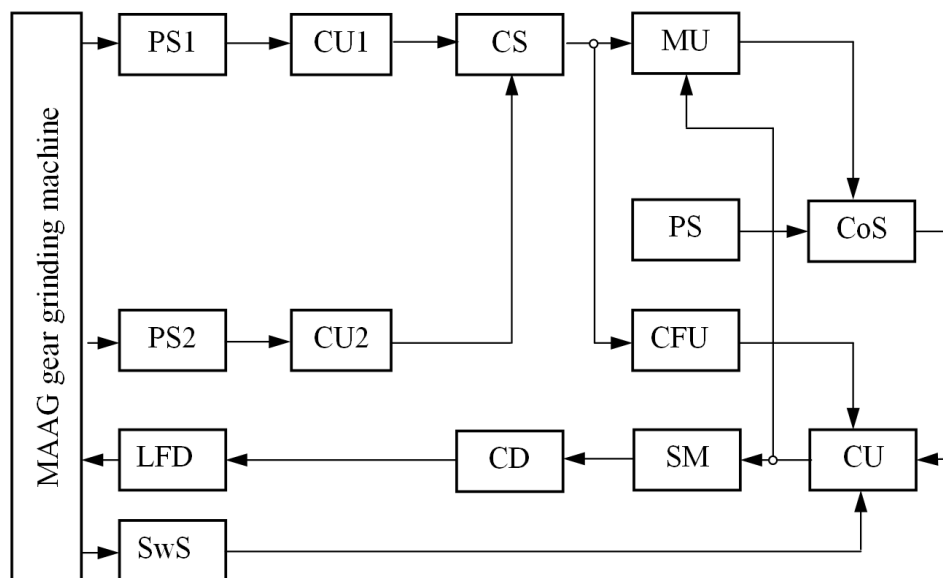 MAAG gear grinding machine
PS1
CU1
CS
MU
PS
CoS
PS2
CU2
CFU
LFD
CD
SM
CU
SwS